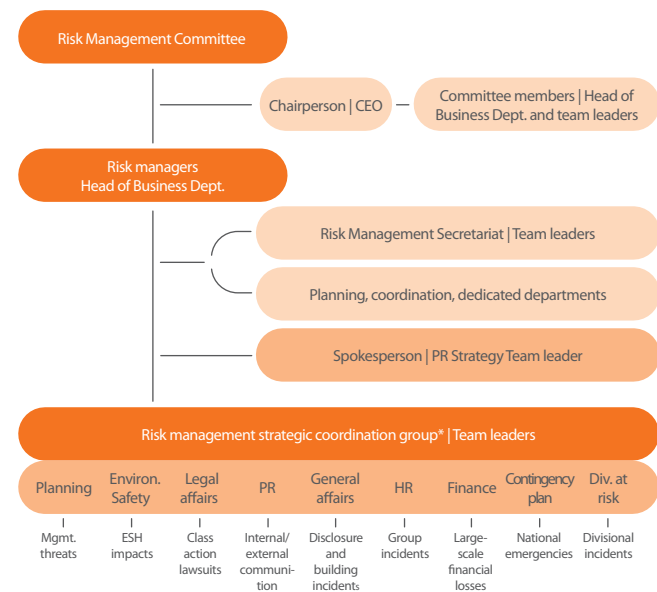 Risk Management Committee
Chairperson | CEO
Committee members | Head of
Business Dept. and team leaders
Risk managers
Head of Business Dept.
Risk Management Secretariat | Team leaders
Planning, coordination, dedicated departments
Spokesperson | PR Strategy Team leader
Risk management strategic coordination group* | Team leaders
Planning
Environ.
Safety
Legal
affairs
PR
General
affairs
HR
Finance
Contingency
plan
Div. at
risk
Mgmt.
threats
ESH
impacts
Class
action
lawsuits
Internal/
external
communi-
tion
Disclosure
and
building
incidents
Group
incidents
Large-
scale
financial
losses
National
emergencies
Divisional
incidents